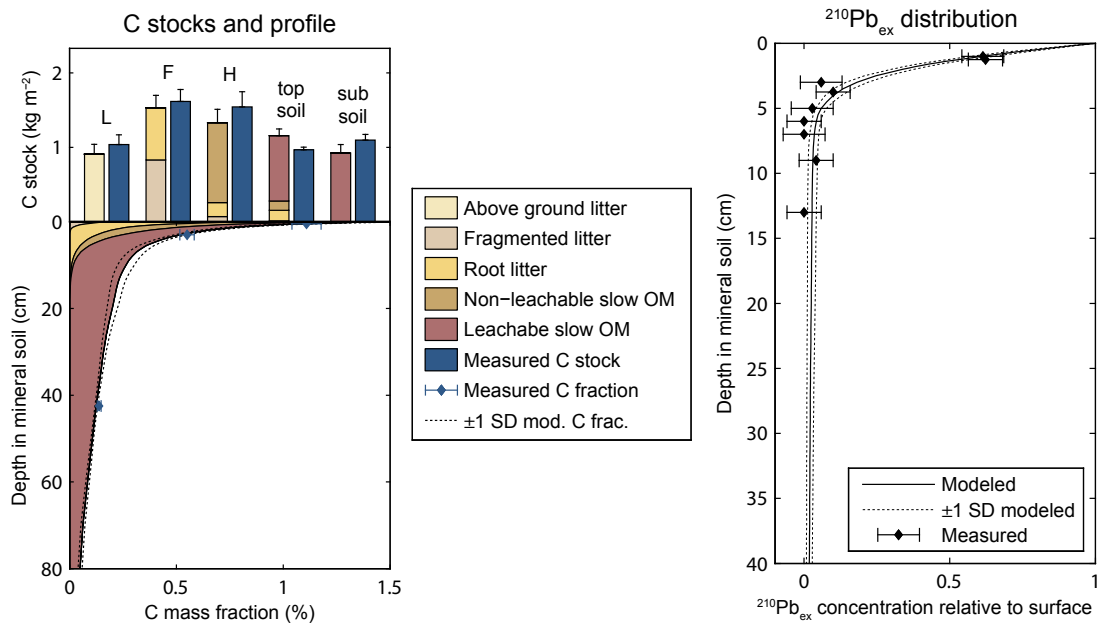 C stocks and profile
C stock (kg m⁻²)
2
1
0
L
F
H
top
soil
sub
soil
Depth in mineral soil (cm)
20
40
60
80
0
0.5
1
1.5
C mass fraction (%)
Above ground litter
Fragmented litter
Root litter
Non−leachable slow OM
Leachabe slow OM
Measured C stock
Measured C fraction
±1 SD mod. C frac.
²¹⁰Pbₑₓ distribution
Depth in mineral soil (cm)
0
5
10
15
20
25
30
35
40
0
0.5
1
²¹⁰Pbₑₓ concentration relative to surface
Modeled
±1 SD modeled
Measured